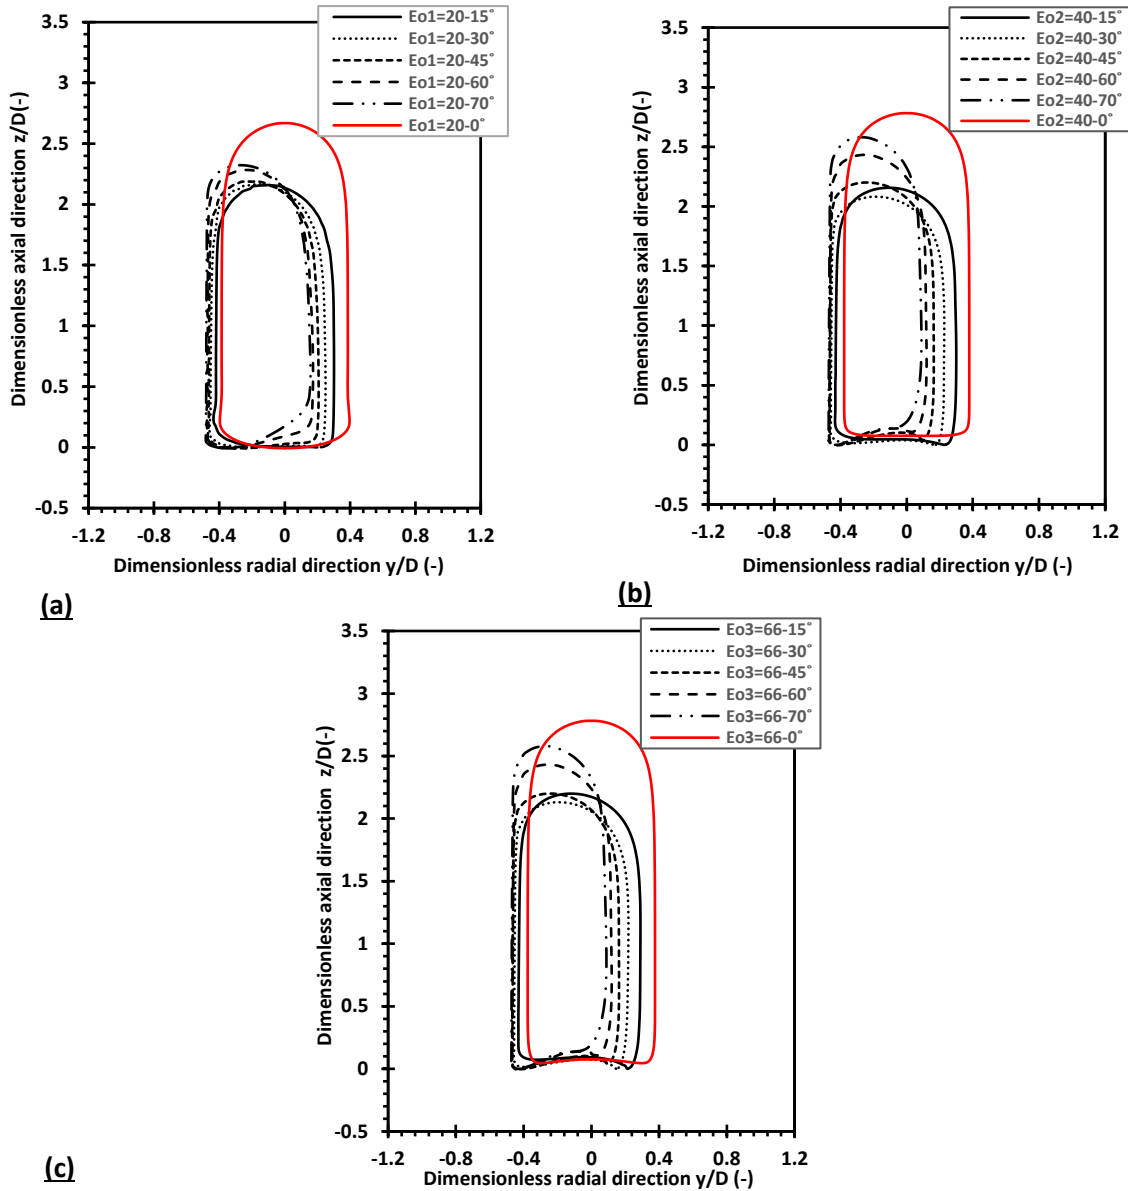 Eo1=20-15°
Eo1=20-30°
Eo1=20-45°
Eo1=20-60°
Eo1=20-70°
Eo1=20-0°
3.5
3
2.5
2
1.5
1
0.5
0
-0.5
Dimensionless axial direction z/D(-)
-1.2 -0.8 -0.4 0 0.4 0.8 1.2
Dimensionless radial direction y/D (-)
(a)
Eo2=40-15°
Eo2=40-30°
Eo2=40-45°
Eo2=40-60°
Eo2=40-70°
Eo2=40-0°
3.5
3
2.5
2
1.5
1
0.5
0
-0.5
Dimensionless axial direction z/D(-)
-1.2 -0.8 -0.4 0 0.4 0.8 1.2
Dimensionless radial direction y/D (-)
(b)
Eo3=66-15°
Eo3=66-30°
Eo3=66-45°
Eo3=66-60°
Eo3=66-70°
Eo3=66-0°
3.5
3
2.5
2
1.5
1
0.5
0
-0.5
Dimensionless axial direction z/D(-)
-1.2 -0.8 -0.4 0 0.4 0.8 1.2
Dimensionless radial direction y/D (-)
(c)